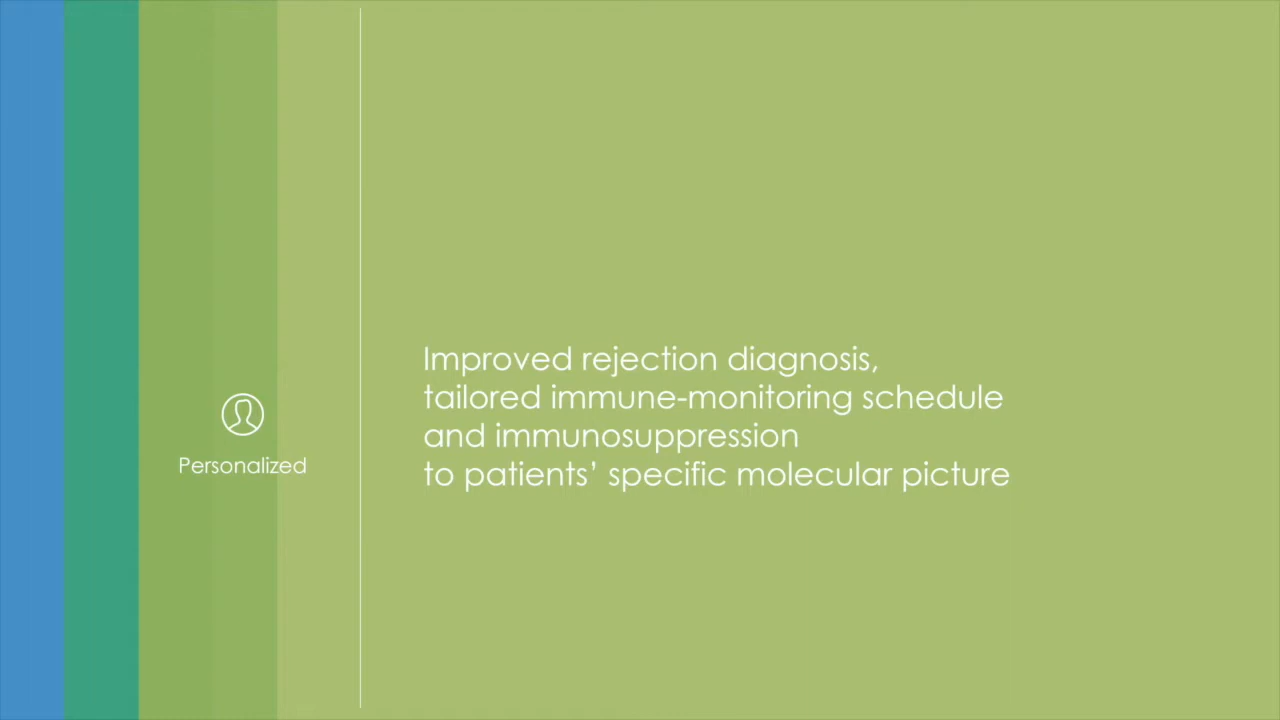 Personalized
Improved rejection diagnosis,
tailored immune-monitoring schedule
and immunosuppression
to patients’ specific molecular picture